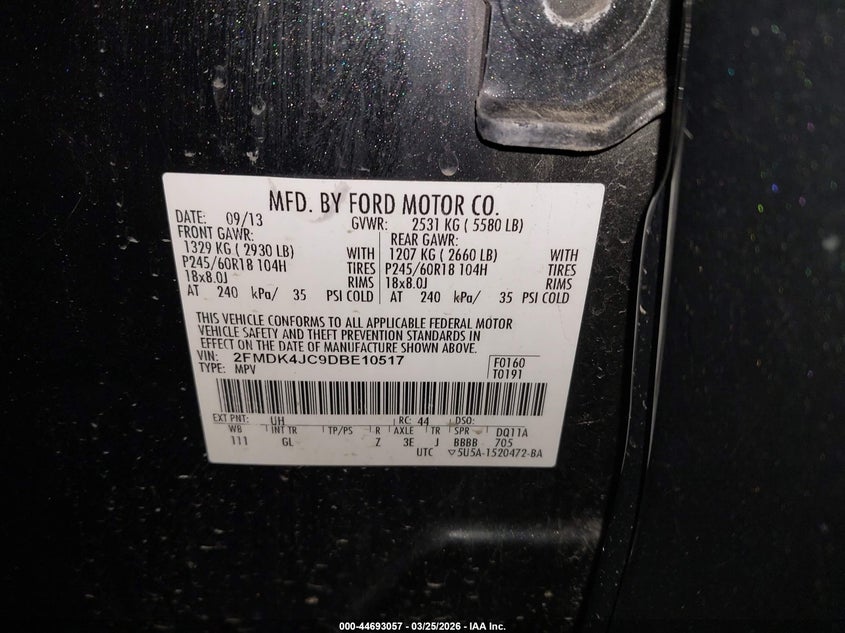 MFD. BY FORD MOTOR CO.
DATE: 09/13 GVWR: 2531 KG ( 5580 LB)
FRONT GAWR: REAR GAWR:
1329 KG ( 2930 LB) WITH 1207 KG ( 2660 LB) WITH
P245/60R18 104H TIRES P245/60R18 104H TIRES
18x8.0J RIMS 18x8.0J RIMS
AT 240 kPa/ 35 PSI COLD AT 240 kPa/ 35 PSI COLD
THIS VEHICLE CONFORMS TO ALL APPLICABLE FEDERAL MOTOR
VEHICLE SAFETY AND THEFT PREVENTION STANDARDS IN
EFFECT ON THE DATE OF MANUFACTURE SHOWN ABOVE.
VIN: 2FMDK4JC9DBE10517 F0160
TYPE: MPV T0191
EXT PNT: UH RC: 44 DSO:
WB INT TR TP/PS R AXLE TR SPR DQ11A
111 GL Z 3E J BBBB 705
UTC ▽5U5A-1520472-BA
000-44693057 - 03/25/2026 - IAA Inc.